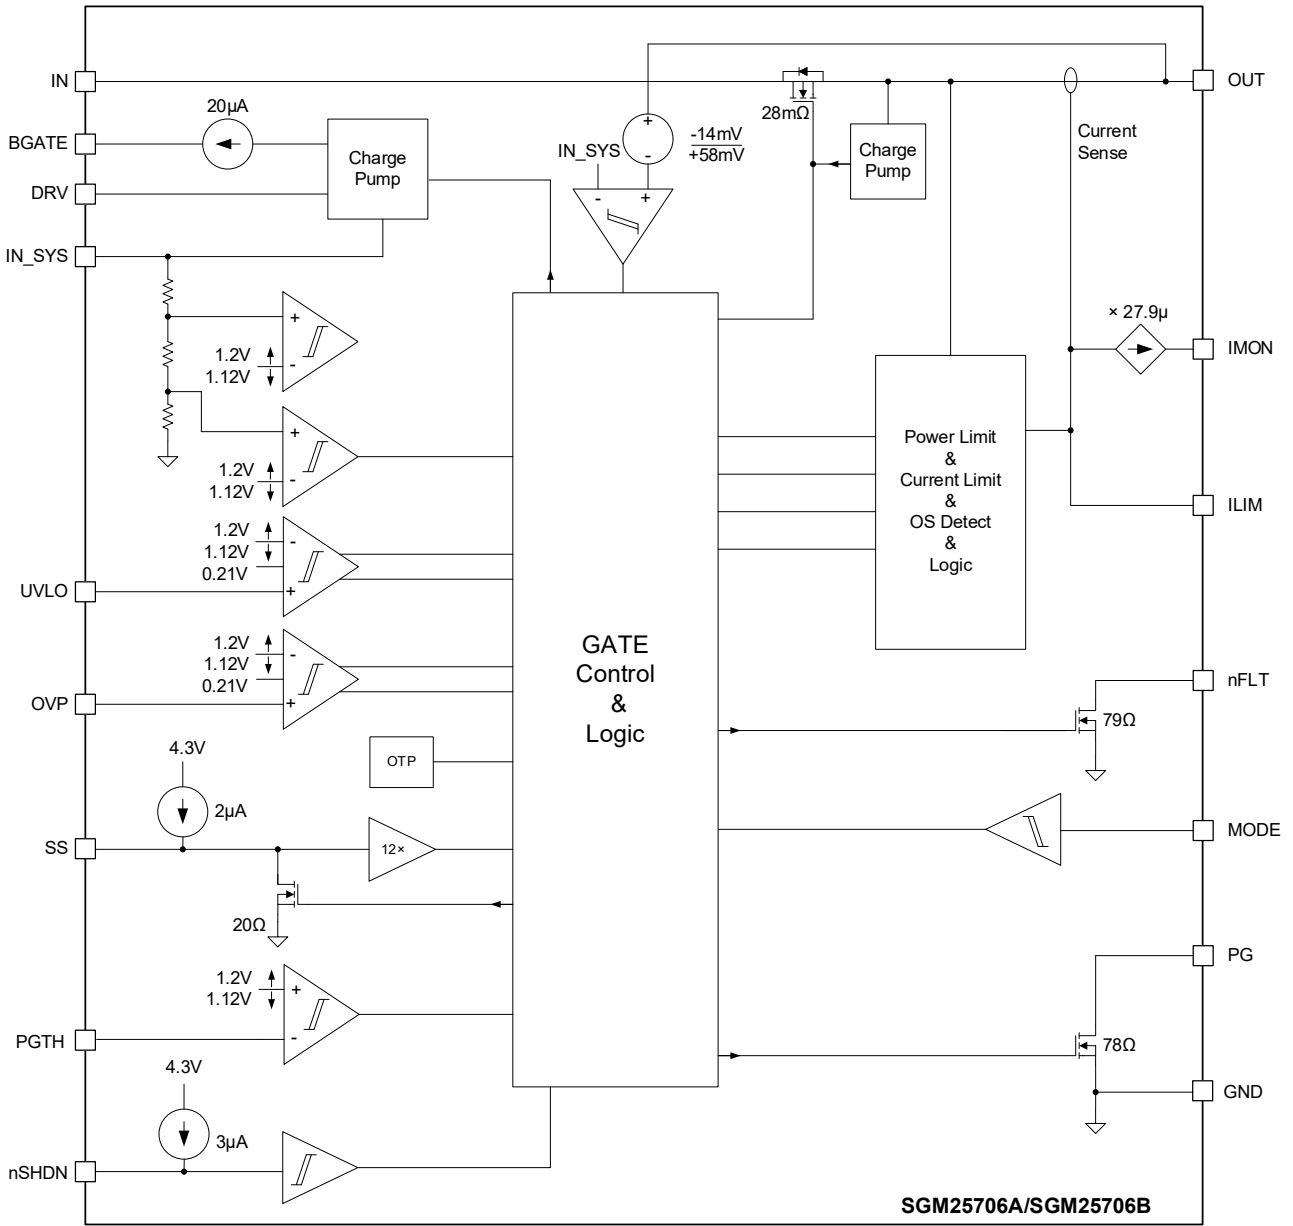 IN
OUT
28mΩ
20µA
BGATE
Charge
Pump
IN_SYS
+
-
-14mV
+58mV
Charge
Pump
Current
Sense
DRV
-
+
IN_SYS
+
-
1.2V
1.12V
× 27.9µ
IMON
+
-
1.2V
1.12V
Power Limit
&
Current Limit
&
OS Detect
&
Logic
ILIM
1.2V
1.12V
0.21V
-
+
UVLO
1.2V
1.12V
0.21V
-
+
OVP
GATE
Control
&
Logic
nFLT
79Ω
4.3V
OTP
2µA
SS
12×
MODE
20Ω
1.2V
1.12V
+
-
PGTH
PG
78Ω
4.3V
GND
3µA
nSHDN
SGM25706A/SGM25706B